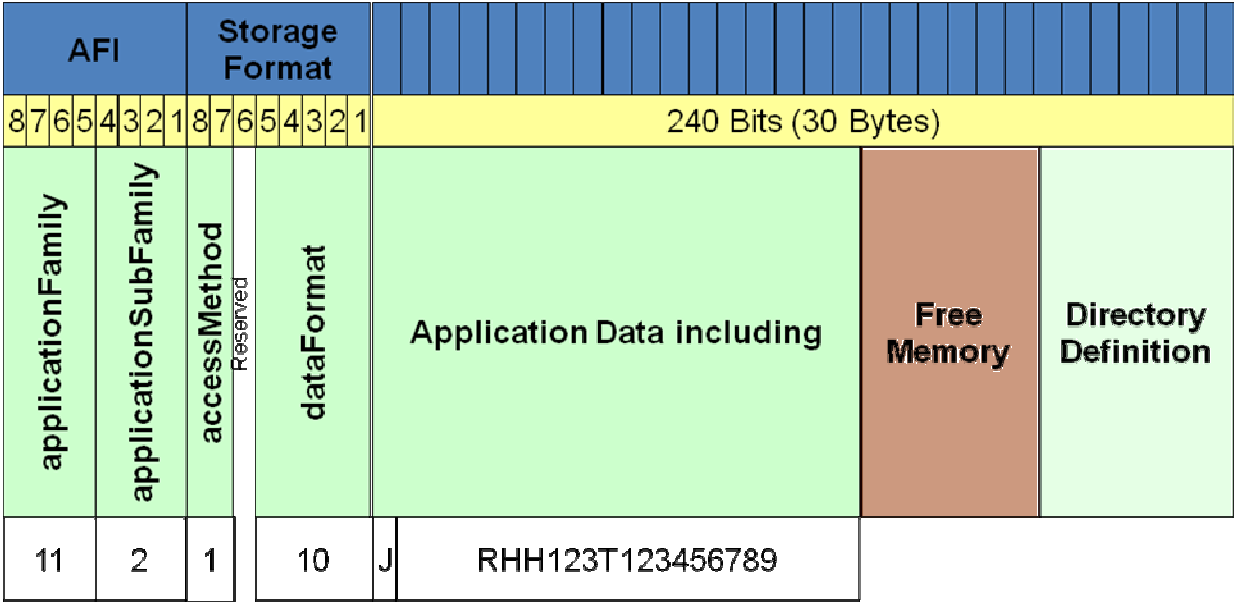 AFI
Storage
Format
8 7 6 5 4 3 2 1 8 7 6 5 4 3 2 1
240 Bits (30 Bytes)
applicationFamily
applicationSubFamily
accessMethod
Reserved
dataFormat
Application Data including
Free
Memory
Directory
Definition
11
2
1
10
J
RHH123T123456789